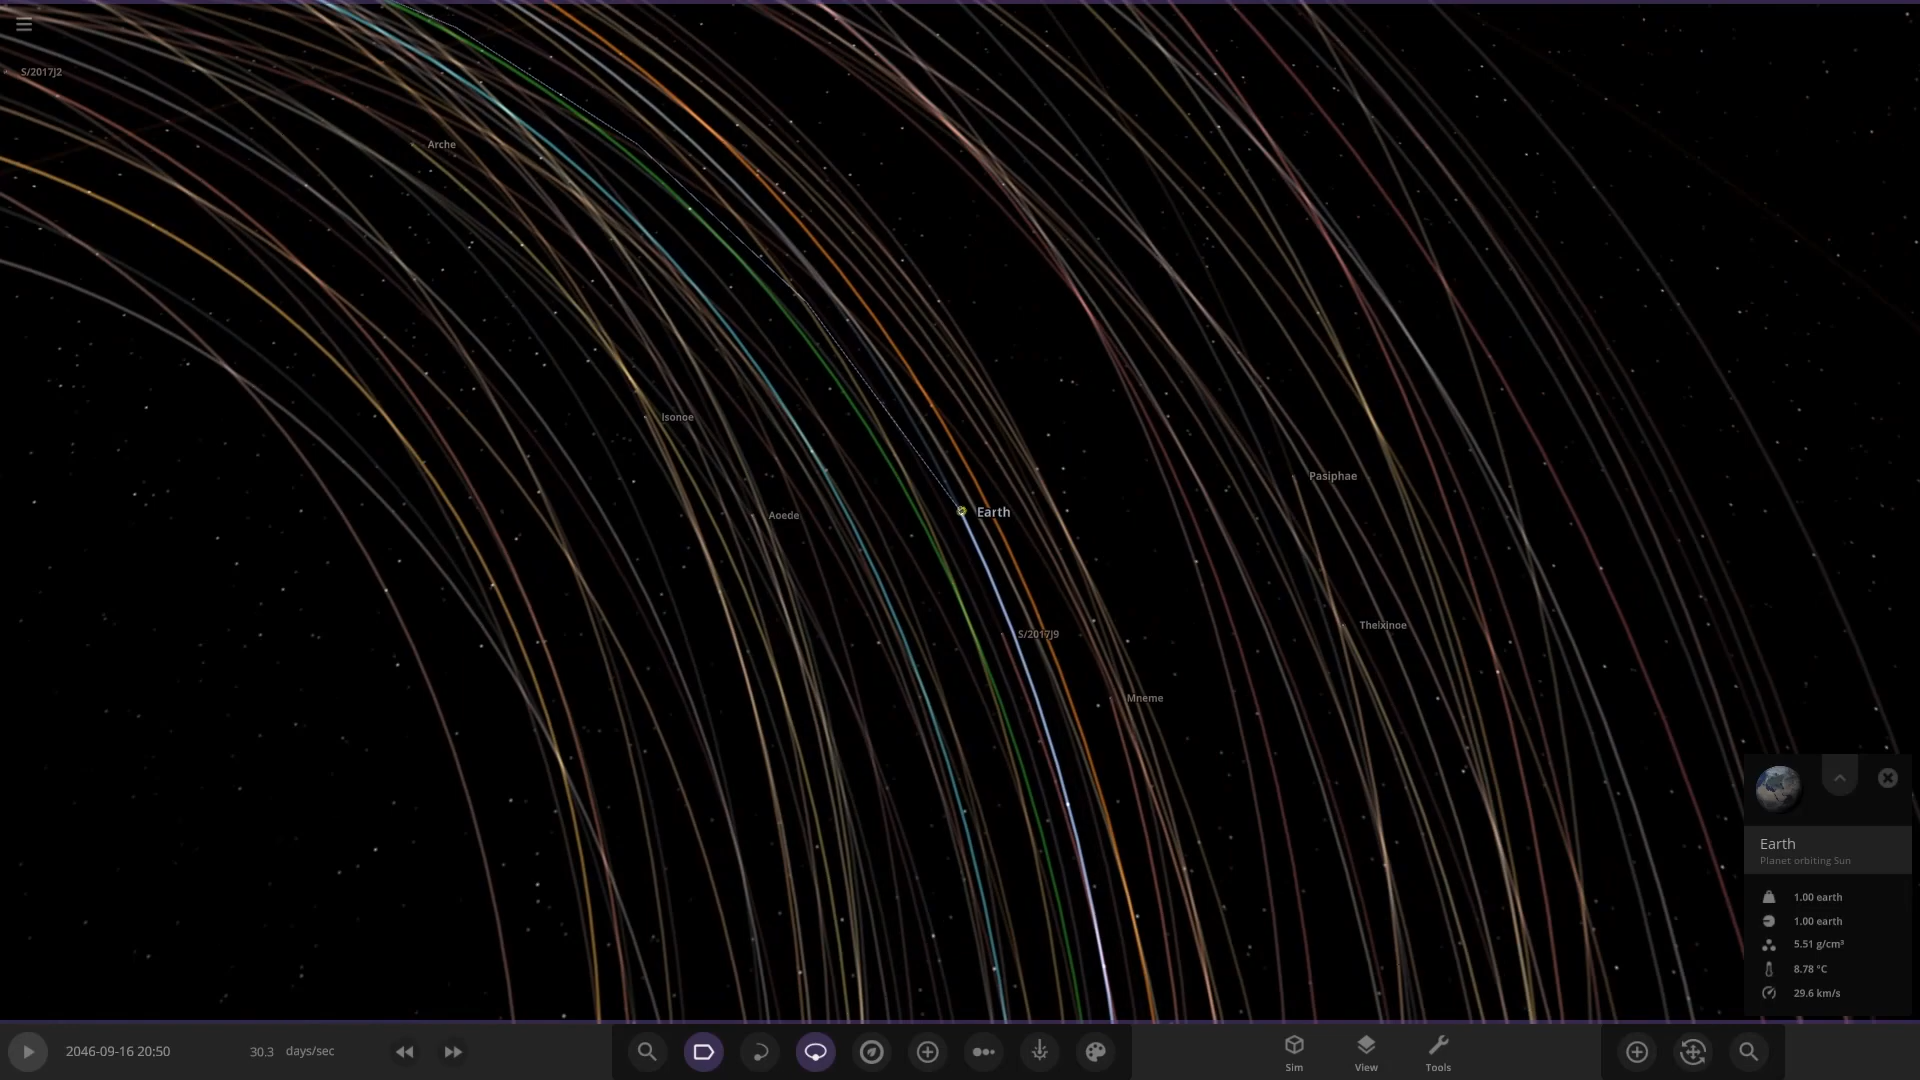 S/2017J2
Arche
Isonoe
Pasiphae
Earth
Aoede
Thelxinoe
S/2017J9
Mneme
Earth
Planet orbiting Sun
1.00 earth
1.00 earth
5.51 g/cm³
8.78 °C
29.6 km/s
2046-09-16 20:50
30.3 days/sec
Sim
View
Tools